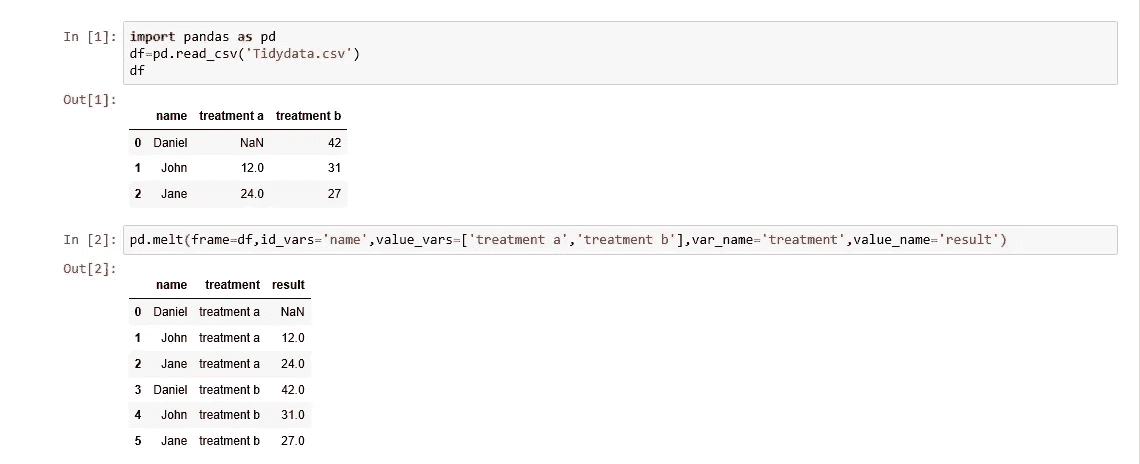 In [1]: import pandas as pd
df=pd.read_csv('Tidydata.csv')
df
Out[1]:
name treatment a treatment b
0 Daniel NaN 42
1 John 12.0 31
2 Jane 24.0 27
In [2]: pd.melt(frame=df,id_vars='name',value_vars=['treatment a','treatment b'],var_name='treatment',value_name='result')
Out[2]:
name treatment result
0 Daniel treatment a NaN
1 John treatment a 12.0
2 Jane treatment a 24.0
3 Daniel treatment b 42.0
4 John treatment b 31.0
5 Jane treatment b 27.0